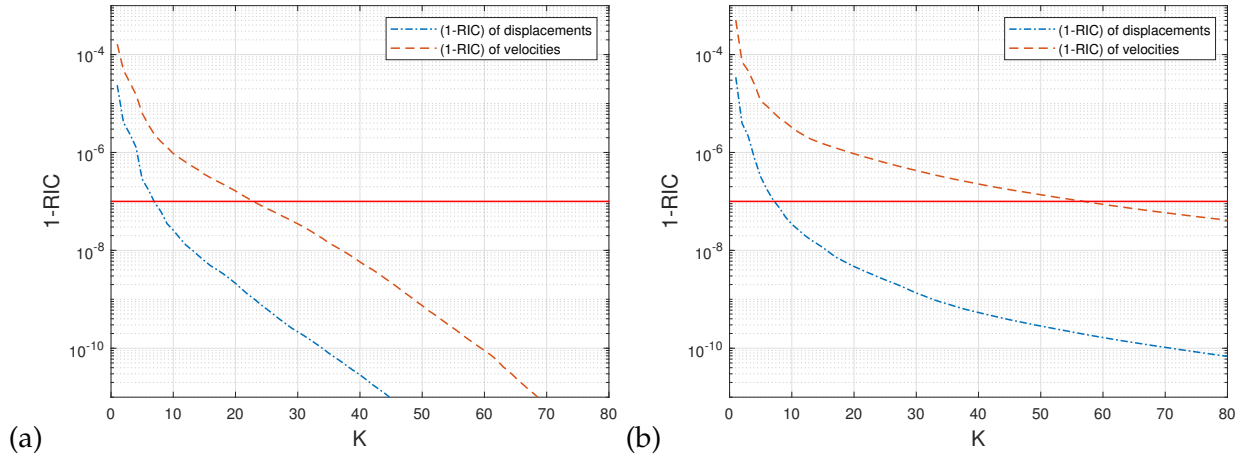 (1-RIC) of displacements
(1-RIC) of velocities
10⁻⁴
10⁻⁶
10⁻⁸
10⁻¹⁰
1-RIC
0 10 20 30 40 50 60 70 80
K
(a)
(1-RIC) of displacements
(1-RIC) of velocities
10⁻⁴
10⁻⁶
10⁻⁸
10⁻¹⁰
1-RIC
0 10 20 30 40 50 60 70 80
K
(b)